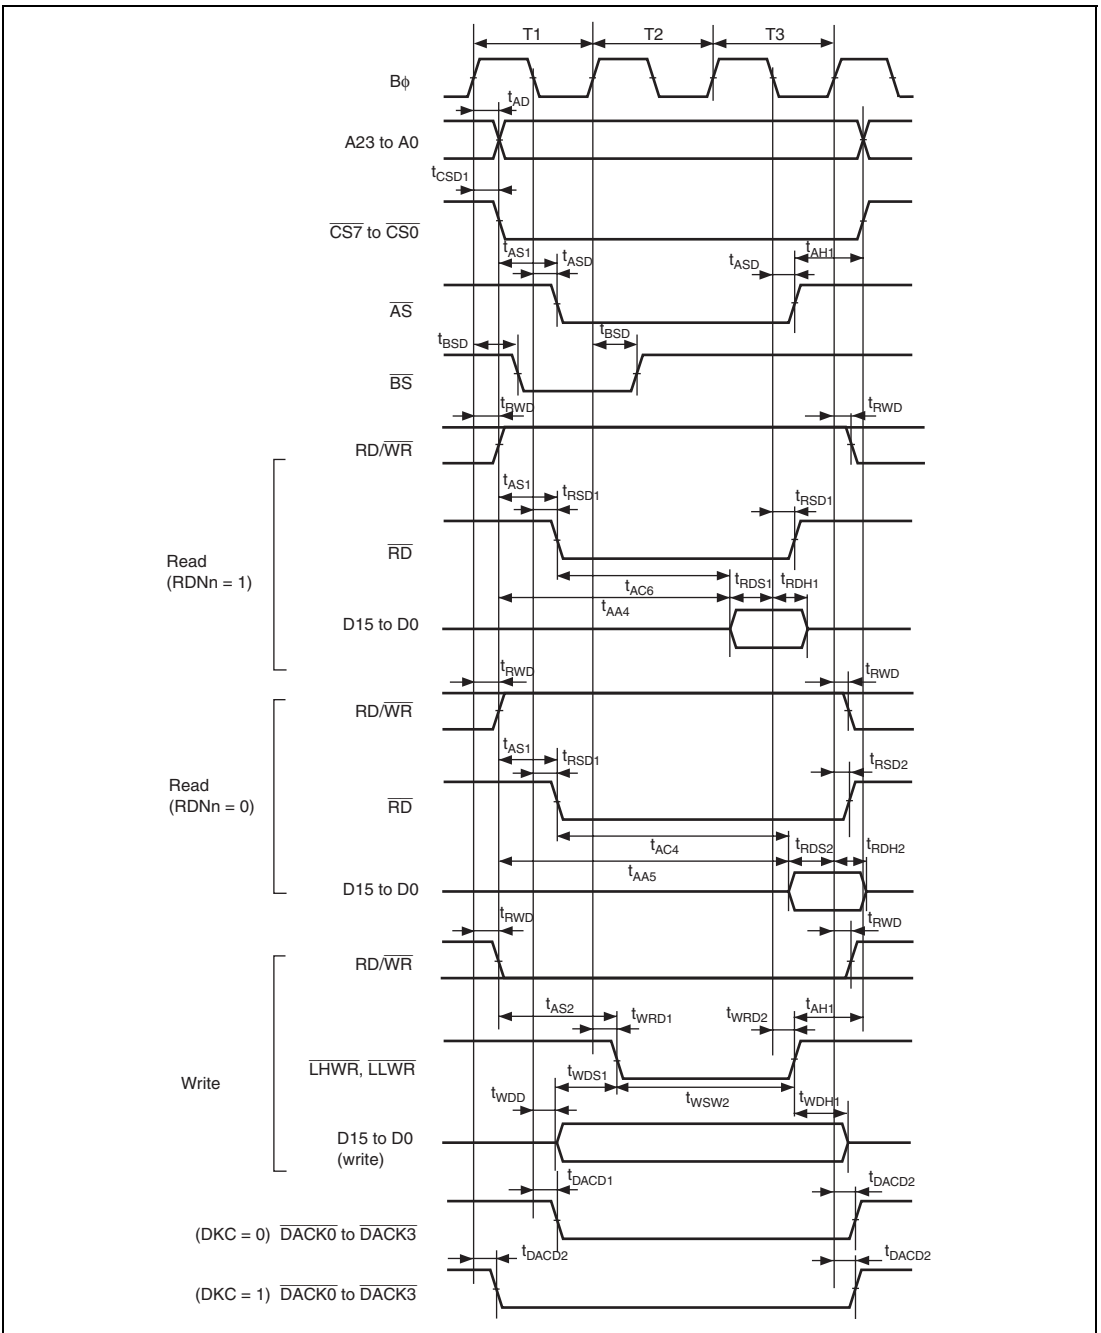 T1 T2 T3
Bφ
tAD
A23 to A0
tCSD1
CS7 to CS0
tAS1 tASD tASD tAH1
AS
tBSD tBSD
BS
tRWD tRWD
RD/WR
tAS1 tRSD1 tRSD1
RD
Read
(RDNn = 1)
tAC6 tRDS1 tRDH1
tAA4
D15 to D0
tRWD tRWD
RD/WR
tAS1 tRSD1 tRSD2
Read
(RDNn = 0)
RD
tAC4 tRDS2 tRDH2
tAA5
D15 to D0
tRWD tRWD
RD/WR
tAS2 tWRD1 tWRD2 tAH1
LHWR, LLWR
Write
tWDD tWDS1 tWSW2 tWDH1
D15 to D0
(write)
tDACD1 tDACD2
(DKC = 0) DACK0 to DACK3
tDACD2 tDACD2
(DKC = 1) DACK0 to DACK3